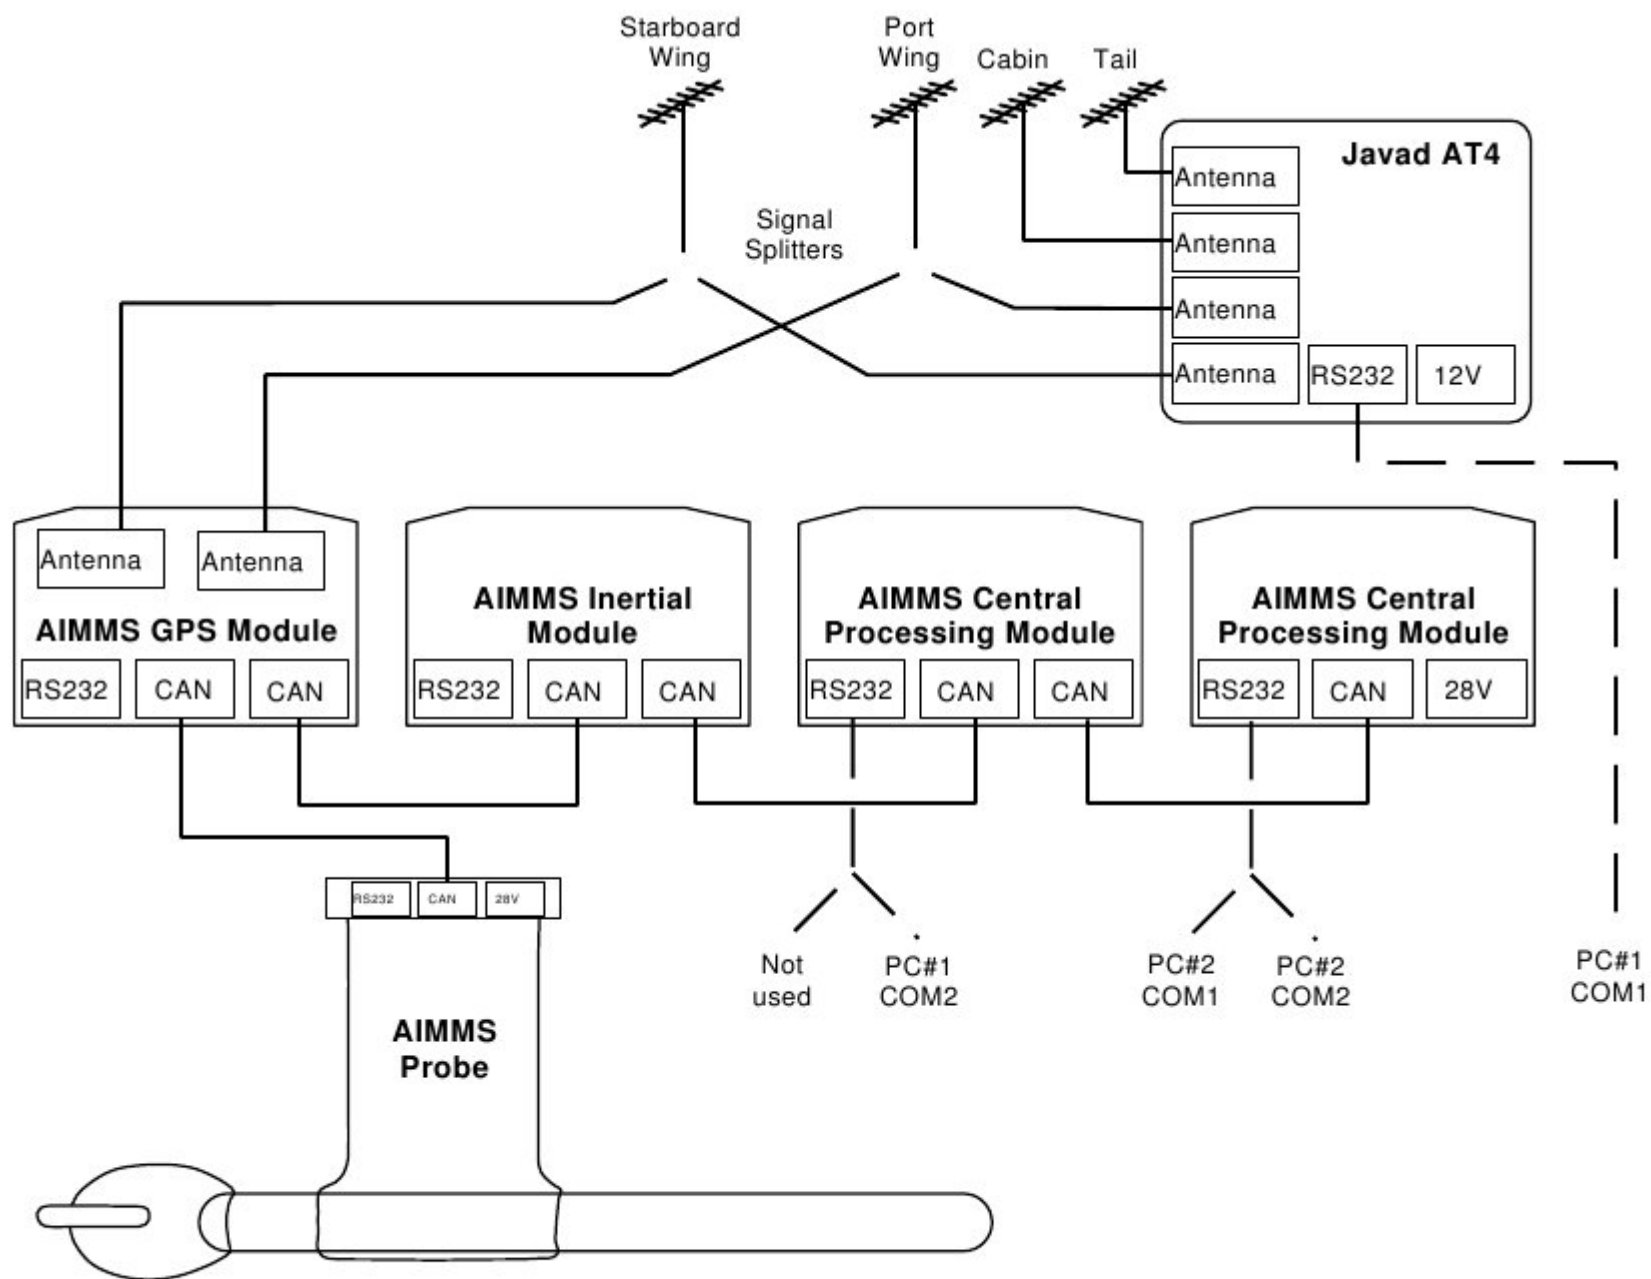 Starboard
Wing
Port
Wing
Cabin
Tail
Javad AT4
Antenna
Antenna
Antenna
Antenna
RS232
12V
Signal
Splitters
Antenna
Antenna
AIMMS GPS Module
RS232
CAN
CAN
AIMMS Inertial
Module
RS232
CAN
CAN
AIMMS Central
Processing Module
RS232
CAN
CAN
AIMMS Central
Processing Module
RS232
CAN
28V
RS232
CAN
28V
AIMMS
Probe
Not
used
PC#1
COM2
PC#2
COM1
PC#2
COM2
PC#1
COM1